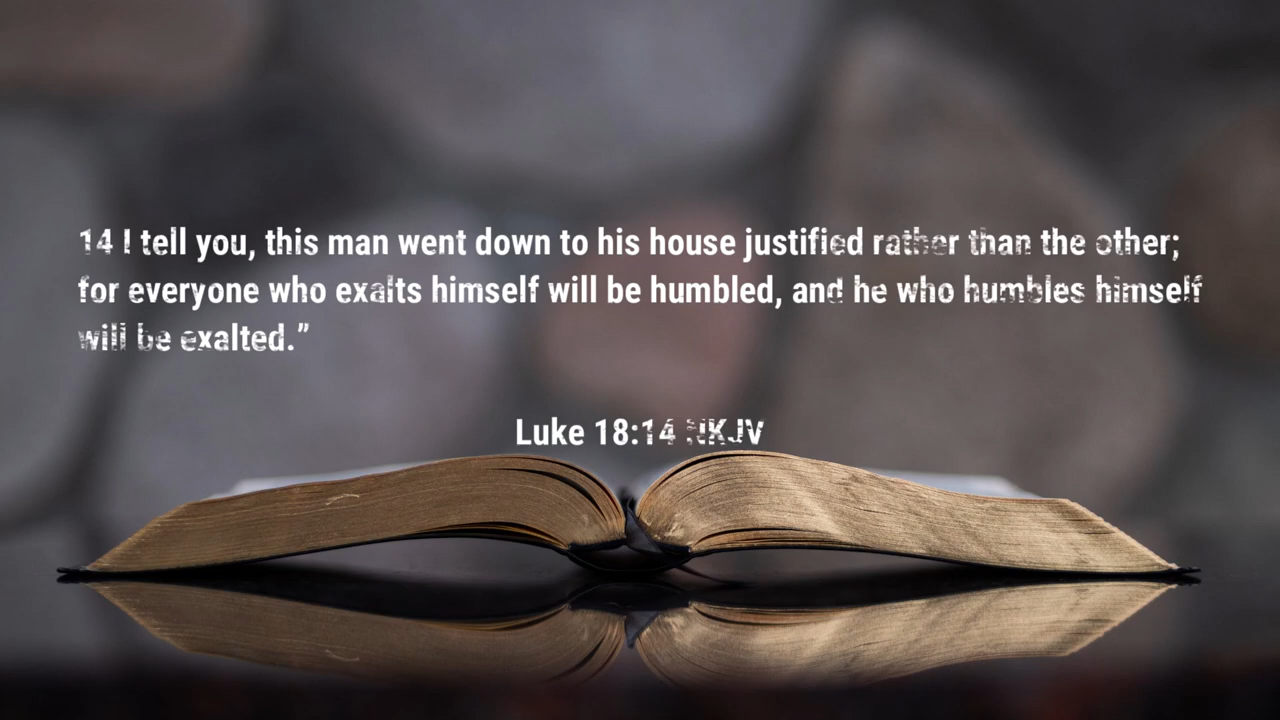 14 I tell you, this man went down to his house justified rather than the other;
for everyone who exalts himself will be humbled, and he who humbles himself
will be exalted.”
Luke 18:14 NKJV